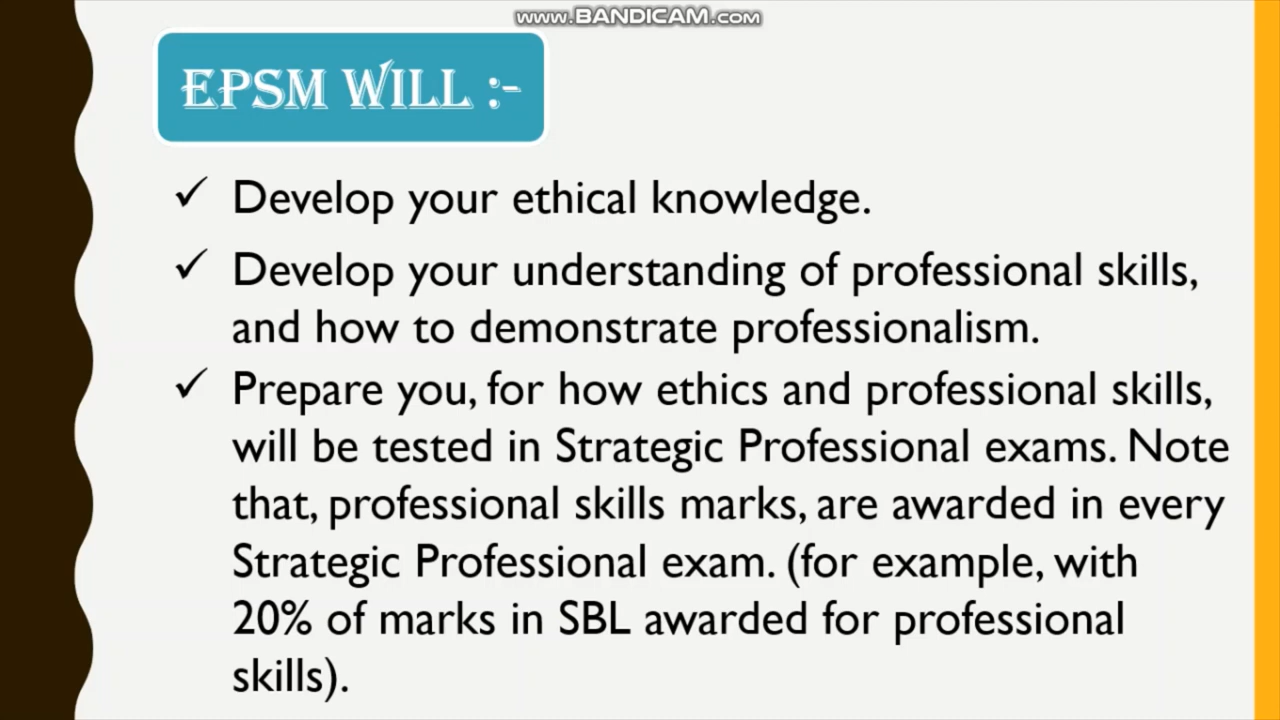 www.BANDICAM.com
EPSM WILL :-
✓ Develop your ethical knowledge.
✓ Develop your understanding of professional skills,
and how to demonstrate professionalism.
✓ Prepare you, for how ethics and professional skills,
will be tested in Strategic Professional exams. Note
that, professional skills marks, are awarded in every
Strategic Professional exam. (for example, with
20% of marks in SBL awarded for professional
skills).